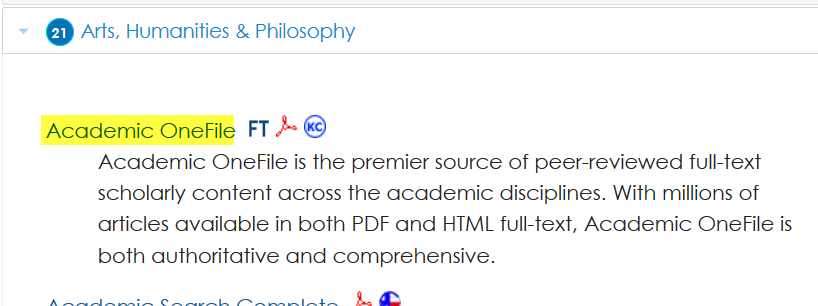 21 Arts, Humanities & Philosophy
Academic OneFile FT KC
Academic OneFile is the premier source of peer-reviewed full-text
scholarly content across the academic disciplines. With millions of
articles available in both PDF and HTML full-text, Academic OneFile is
both authoritative and comprehensive.
Academic Search Complete